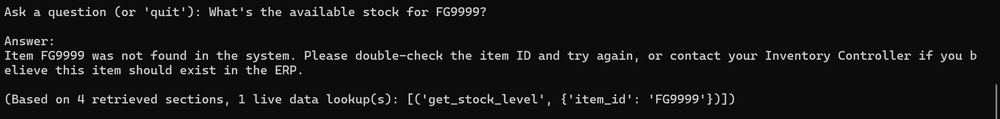 Ask a question (or 'quit'): What's the available stock for FG9999?
Answer:
Item FG9999 was not found in the system. Please double-check the item ID and try again, or contact your Inventory Controller if you b
elieve this item should exist in the ERP.
(Based on 4 retrieved sections, 1 live data lookup(s): [('get_stock_level', {'item_id': 'FG9999'})])